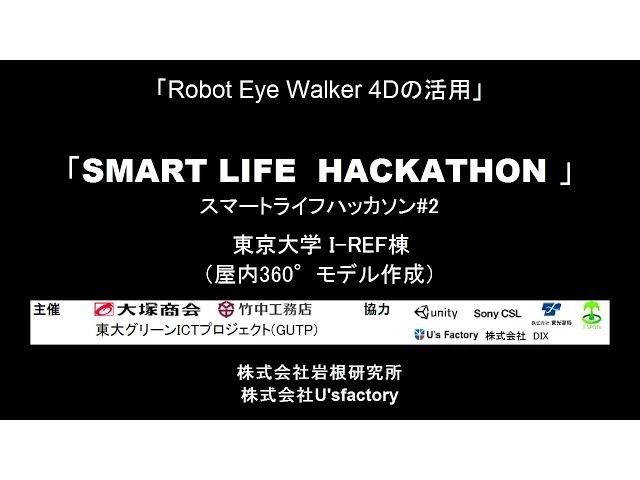 「Robot Eye Walker 4Dの活用」
「SMART LIFE HACKATHON 」
スマートライフハッカソン#2
東京大学 I-REF棟
（屋内360°モデル作成）
主催 大塚商会 竹中工務店 協力 unity Sony CSL
東大グリーンICTプロジェクト(GUTP)
U's Factory 株式会社 DIX
株式会社岩根研究所
株式会社U'sfactory